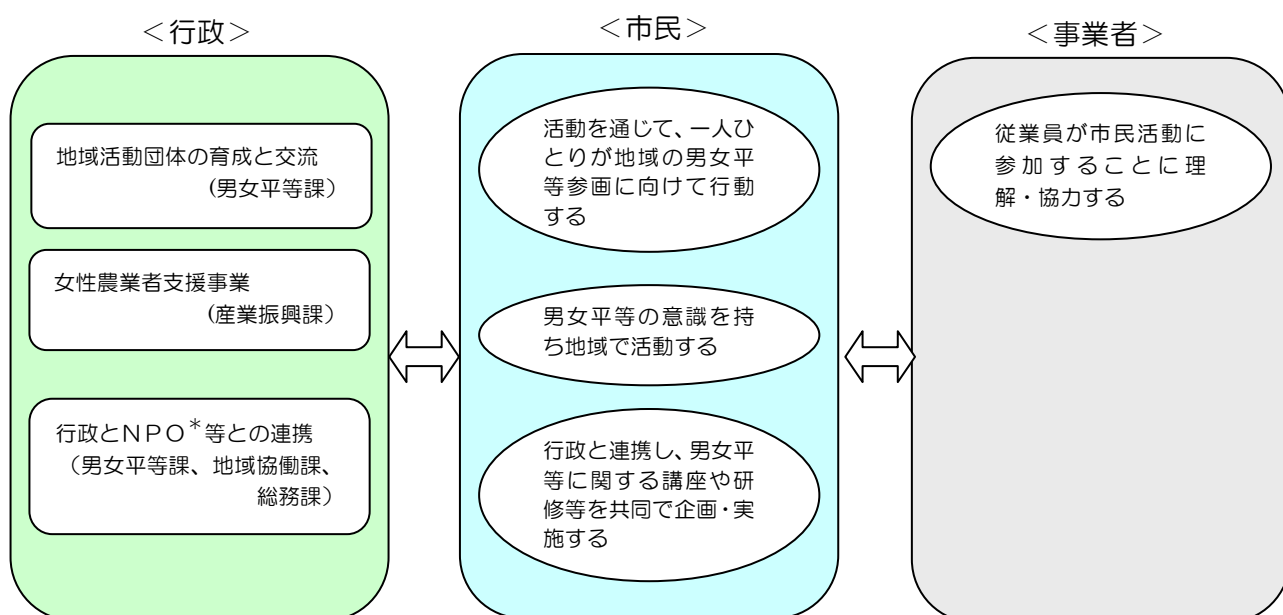 ＜行政＞
地域活動団体の育成と交流
(男女平等課)
女性農業者支援事業
(産業振興課)
行政とＮＰＯ＊等との連携
（男女平等課、地域協働課、
総務課）
＜市民＞
活動を通じて、一人ひ
とりが地域の男女平
等参画に向けて行動
する
男女平等の意識を持
ち地域で活動する
行政と連携し、男女平
等に関する講座や研
修等を共同で企画・実
施する
＜事業者＞
従業員が市民活動に
参加することに理
解・協力する